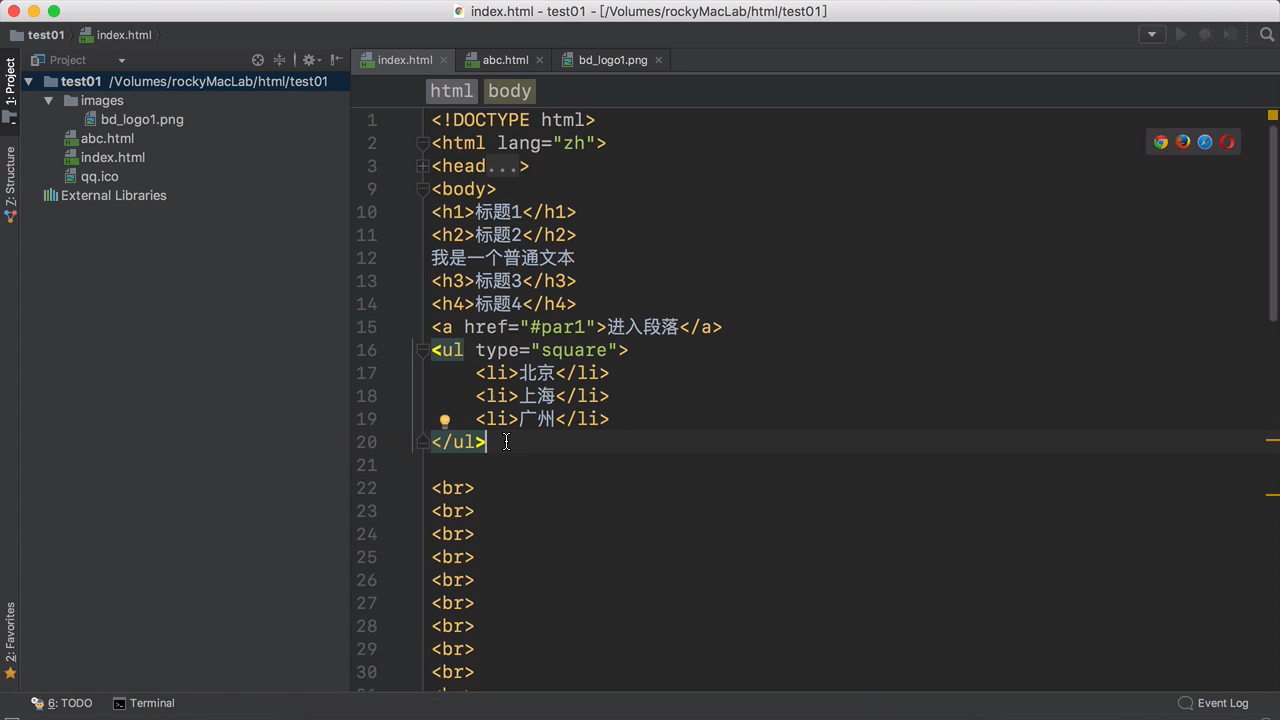 index.html - test01 - [/Volumes/rockyMacLab/html/test01]
test01 index.html
1: Project
Z: Structure
2: Favorites
Project
test01 /Volumes/rockyMacLab/html/test01
images
bd_logo1.png
abc.html
index.html
qq.ico
External Libraries
index.html abc.html bd_logo1.png
html body
1 <!DOCTYPE html>
2 <html lang="zh">
3 <head...>
9 <body>
10 <h1>标题1</h1>
11 <h2>标题2</h2>
12 我是一个普通文本
13 <h3>标题3</h3>
14 <h4>标题4</h4>
15 <a href="#par1">进入段落</a>
16 <ul type="square">
17 <li>北京</li>
18 <li>上海</li>
19 <li>广州</li>
20 </ul>
21
22 <br>
23 <br>
24 <br>
25 <br>
26 <br>
27 <br>
28 <br>
29 <br>
30 <br>
6: TODO Terminal Event Log